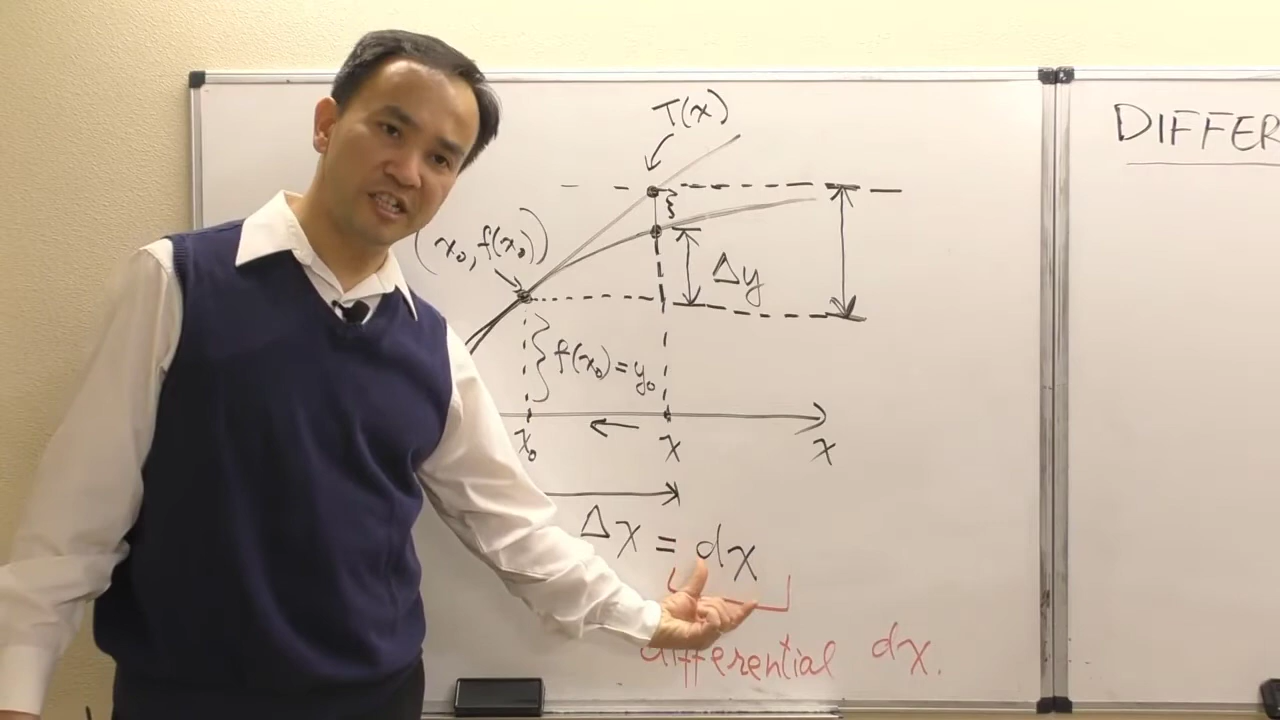 T(x)
DIFFER
(x₀, f(x₀))
Δy
f(x₀) = y₀
x₀
x
x
Δx = dx
differential dx.